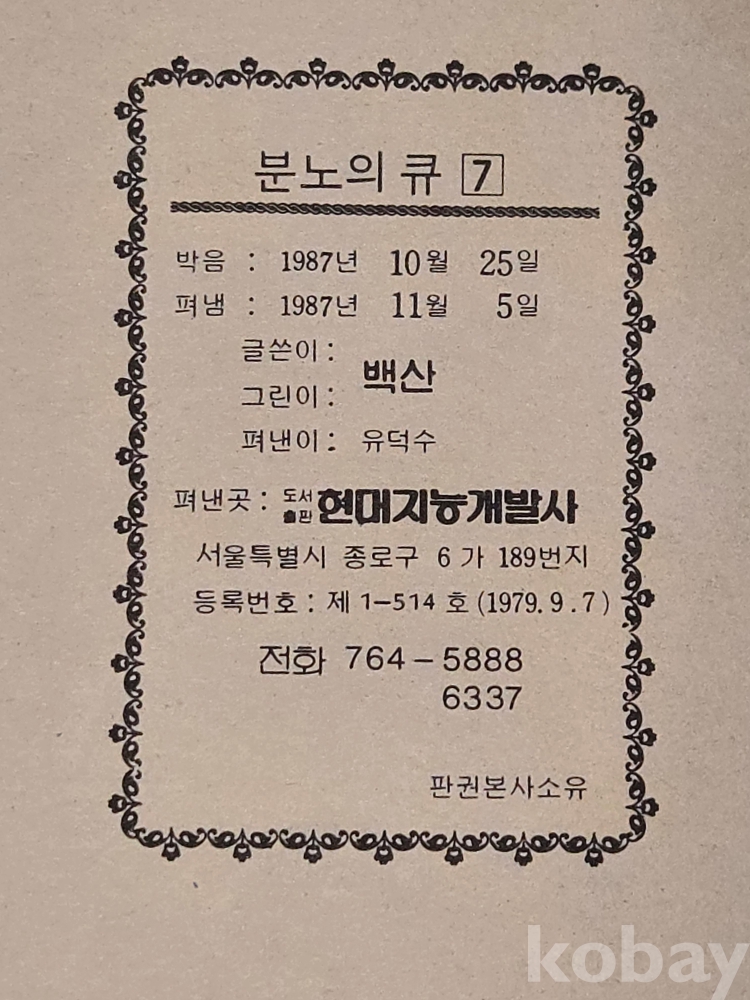 분노의 큐 7
박음 : 1987년 10월 25일
펴냄 : 1987년 11월 5일
글쓴이 :
백산
그린이 :
펴낸이 : 유덕수
펴낸곳 : 도서출판 현대지능개발사
서울특별시 종로구 6 가 189번지
등록번호 : 제 1-514 호 (1979. 9. 7)
전화 764-5888
6337
판권본사소유
kobay